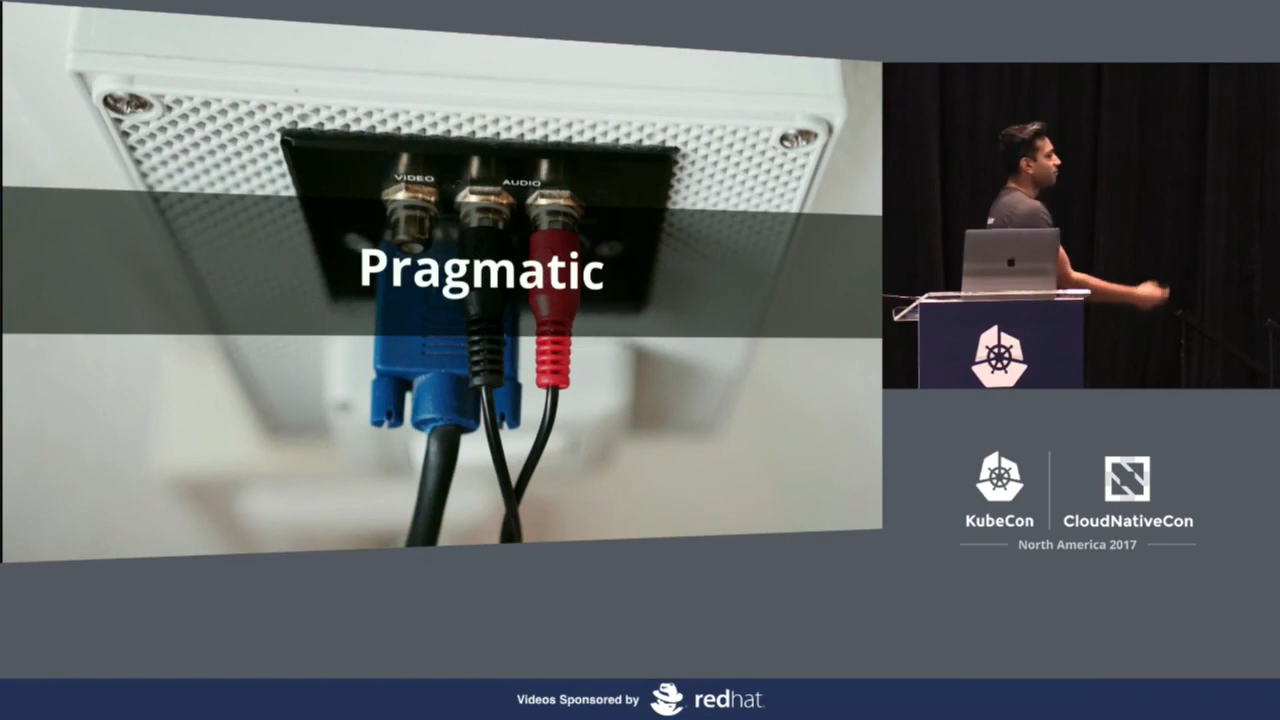 VIDEO
AUDIO
Pragmatic
KubeCon
CloudNativeCon
North America 2017
Videos Sponsored by
redhat